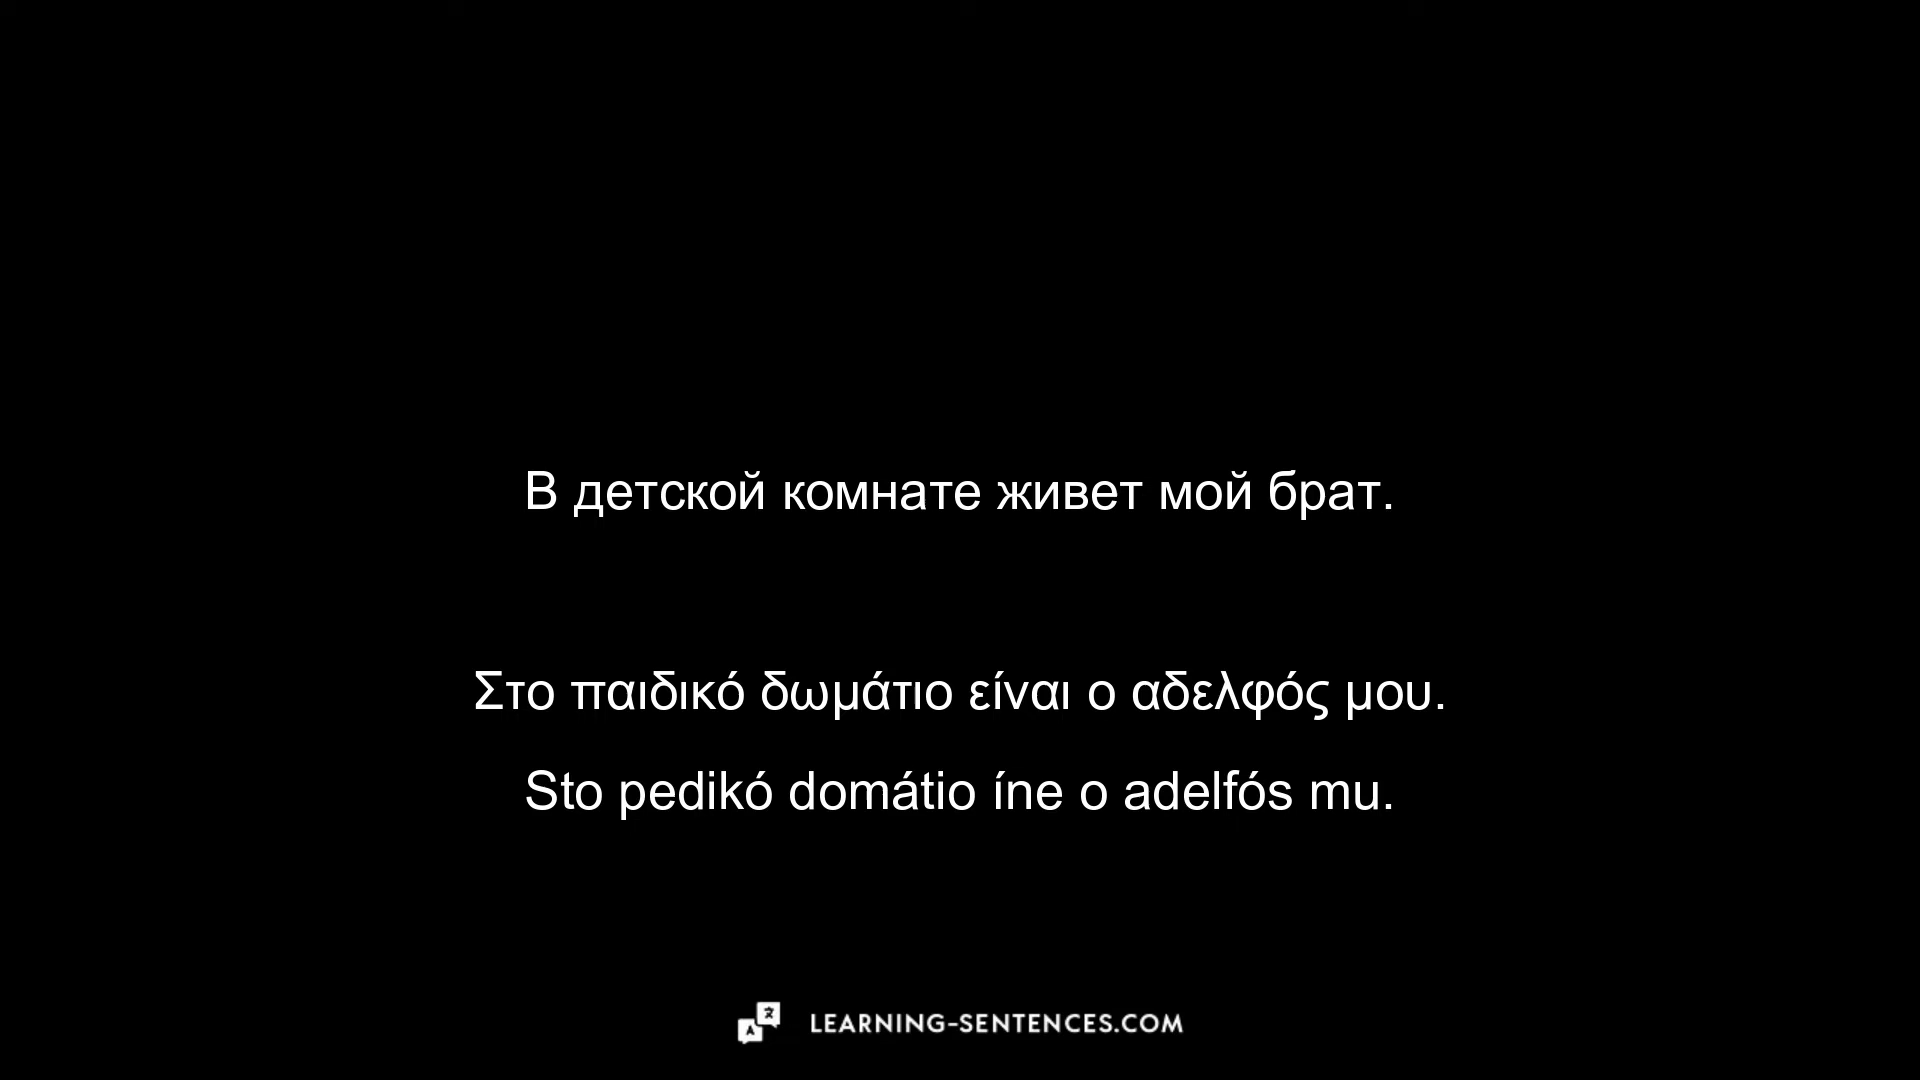 В детской комнате живет мой брат.
Στο παιδικό δωμάτιο είναι ο αδελφός μου.
Sto pedikó domátio íne o adelfós mu.
LEARNING-SENTENCES.COM